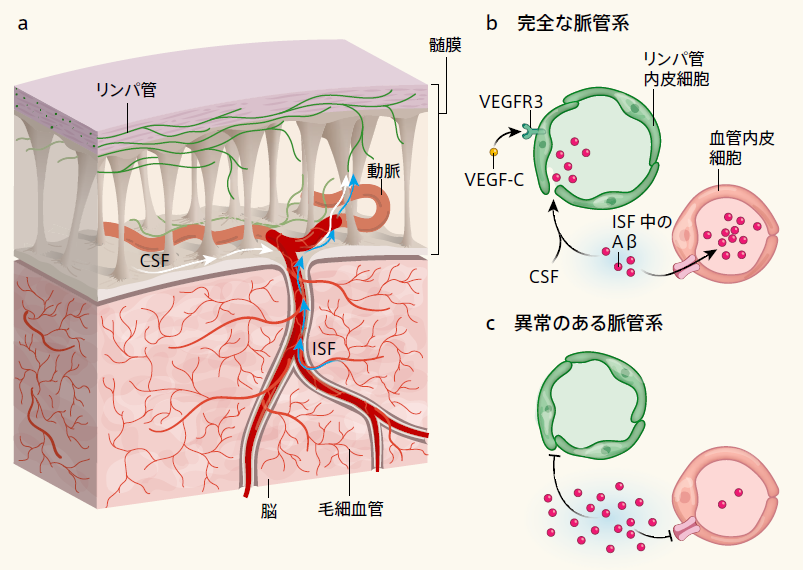 a
髄膜
リンパ管
動脈
CSF
ISF
脳
毛細血管
b 完全な脈管系
リンパ管
内皮細胞
VEGFR3
VEGF-C
血管内皮
細胞
ISF 中の
Aβ
CSF
c 異常のある脈管系